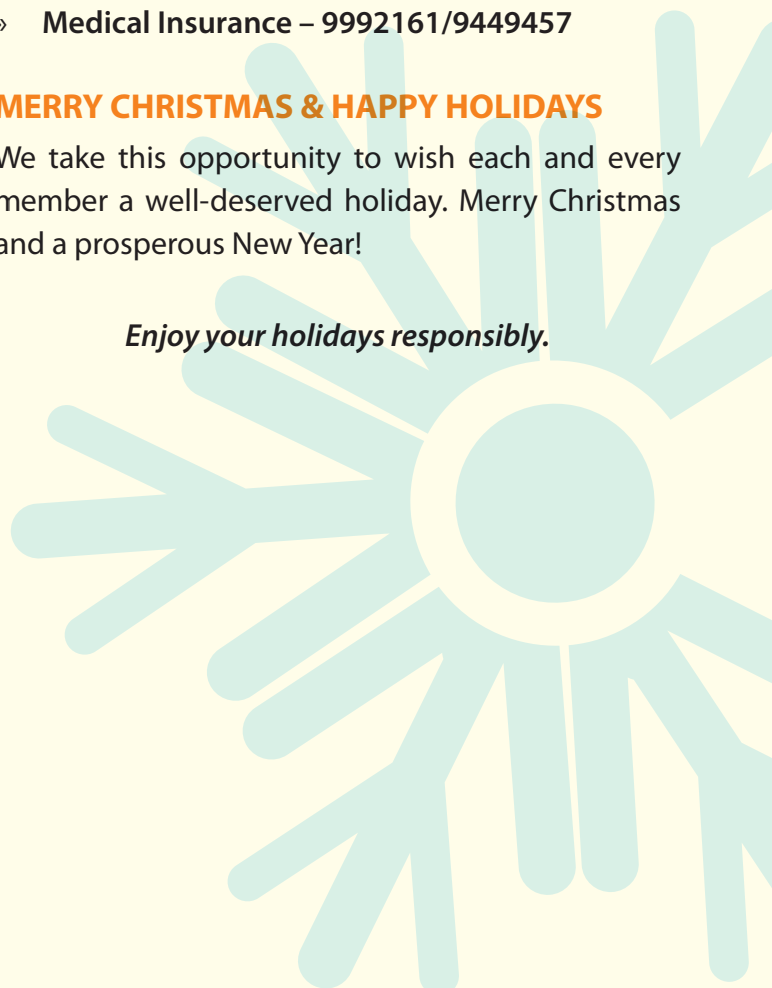 » Medical Insurance – 9992161/9449457
MERRY CHRISTMAS & HAPPY HOLIDAYS
We take this opportunity to wish each and every
member a well-deserved holiday. Merry Christmas
and a prosperous New Year!
Enjoy your holidays responsibly.